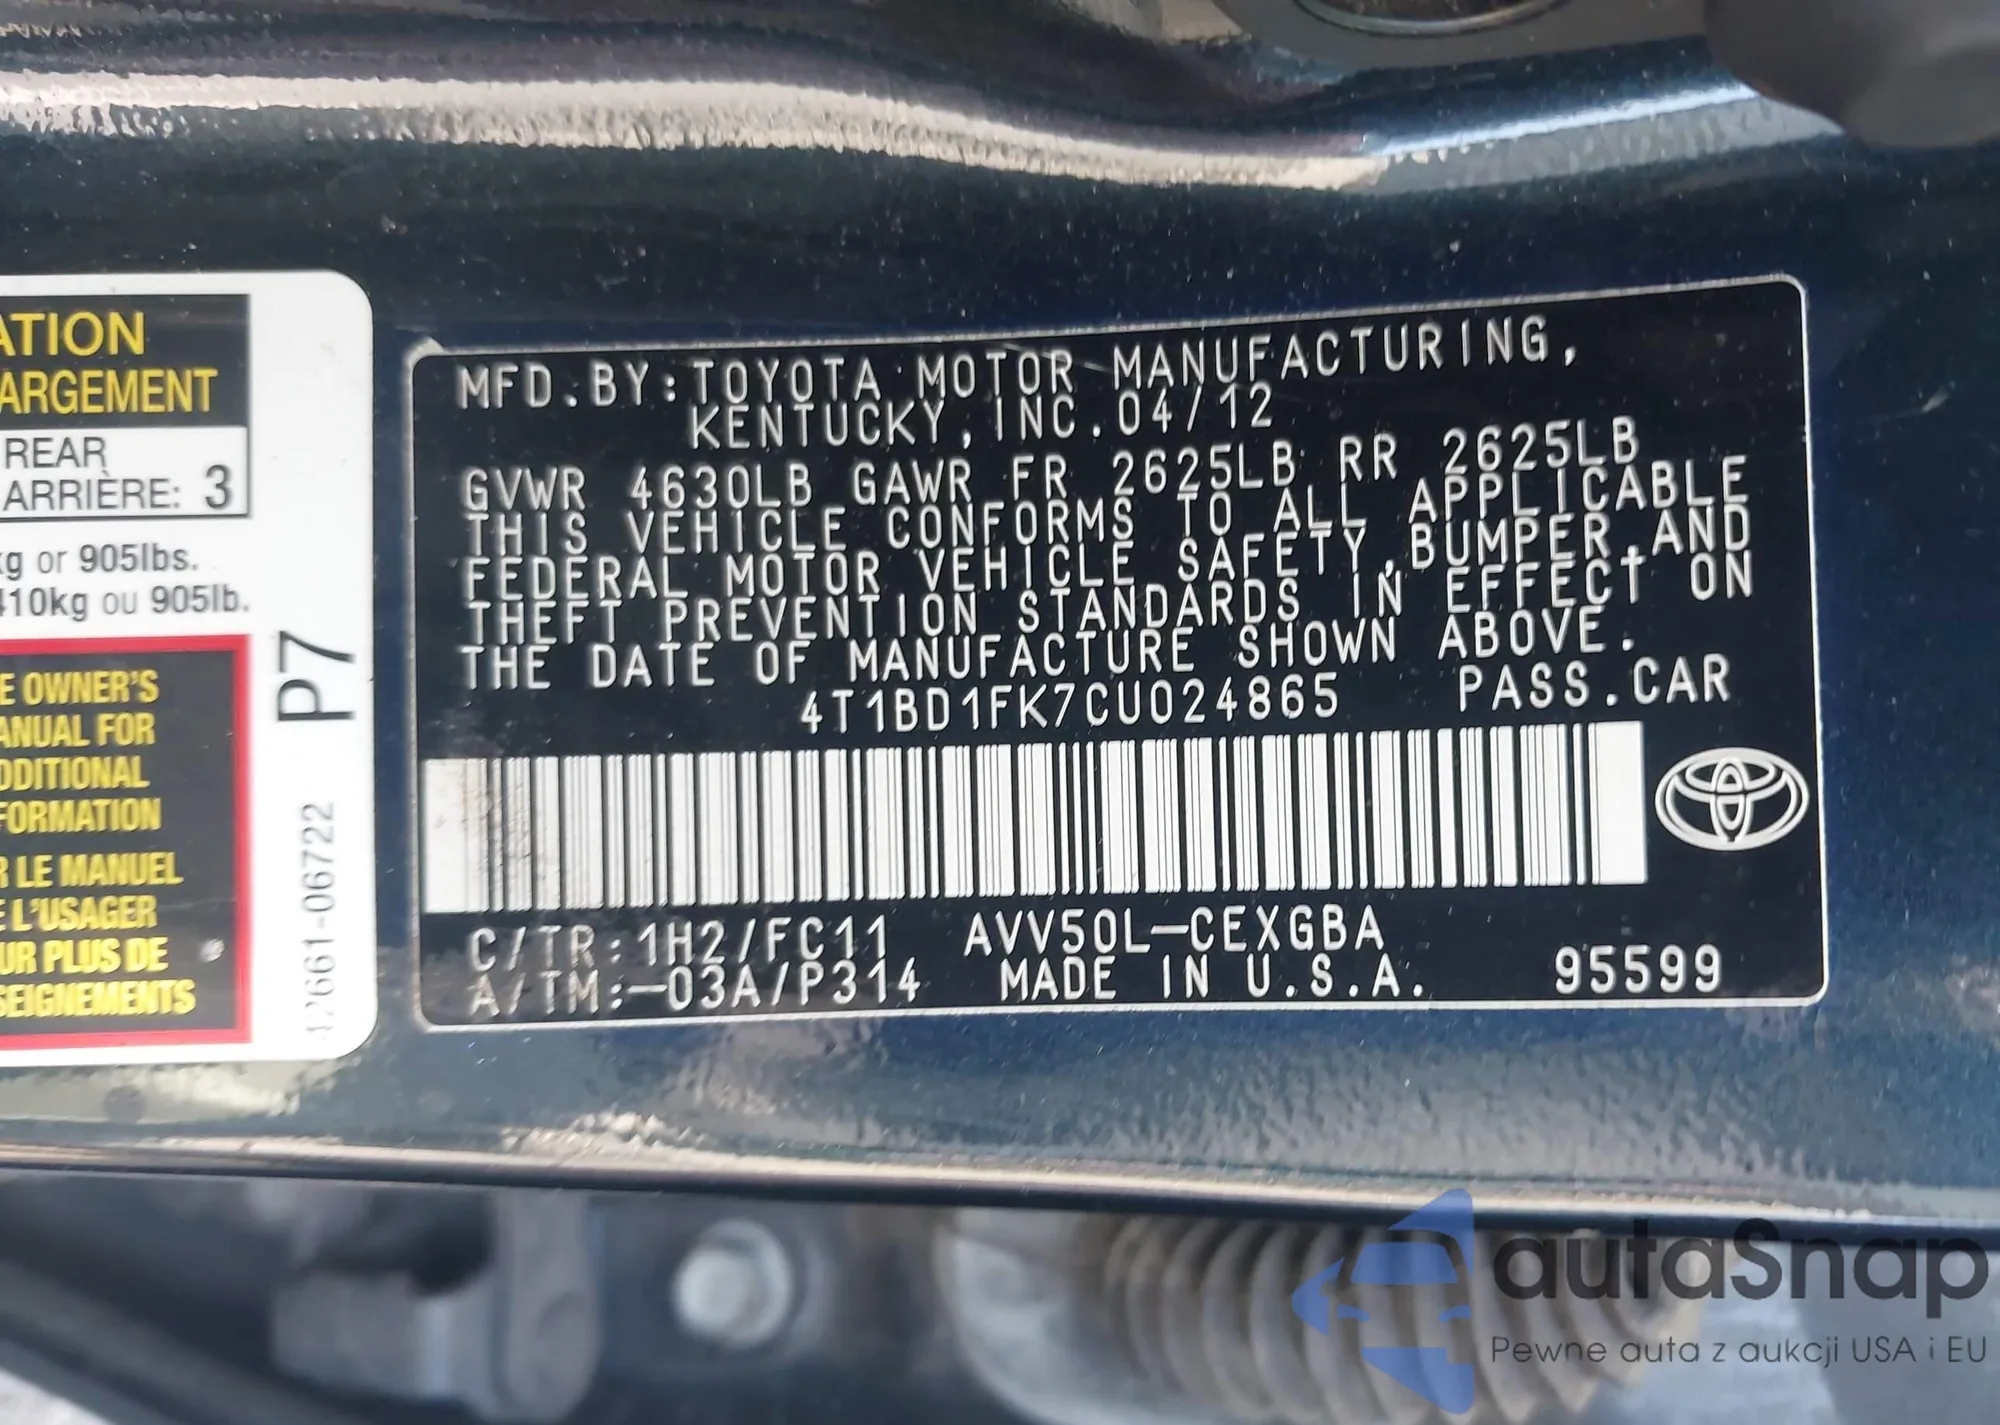 ATION
ARGEMENT
REAR
ARRIÈRE: 3
kg or 905lbs.
410kg ou 905lb.
E OWNER'S
ANUAL FOR
DDITIONAL
FORMATION
R LE MANUEL
E L'USAGER
UR PLUS DE
SEIGNEMENTS
P7
42661-06722
MFD.BY:TOYOTA MOTOR MANUFACTURING,
KENTUCKY,INC.04/12
GVWR 4630LB GAWR FR 2625LB RR 2625LB
THIS VEHICLE CONFORMS TO ALL APPLICABLE
FEDERAL MOTOR VEHICLE SAFETY,BUMPER,AND
THEFT PREVENTION STANDARDS IN EFFECT ON
THE DATE OF MANUFACTURE SHOWN ABOVE.
4T1BD1FK7CU024865 PASS.CAR
C/TR:1H2/FC11 AVV50L-CEXGBA
A/TM:-03A/P314 MADE IN U.S.A. 95599
autaSnap
Pewne auta z aukcji USA i EU